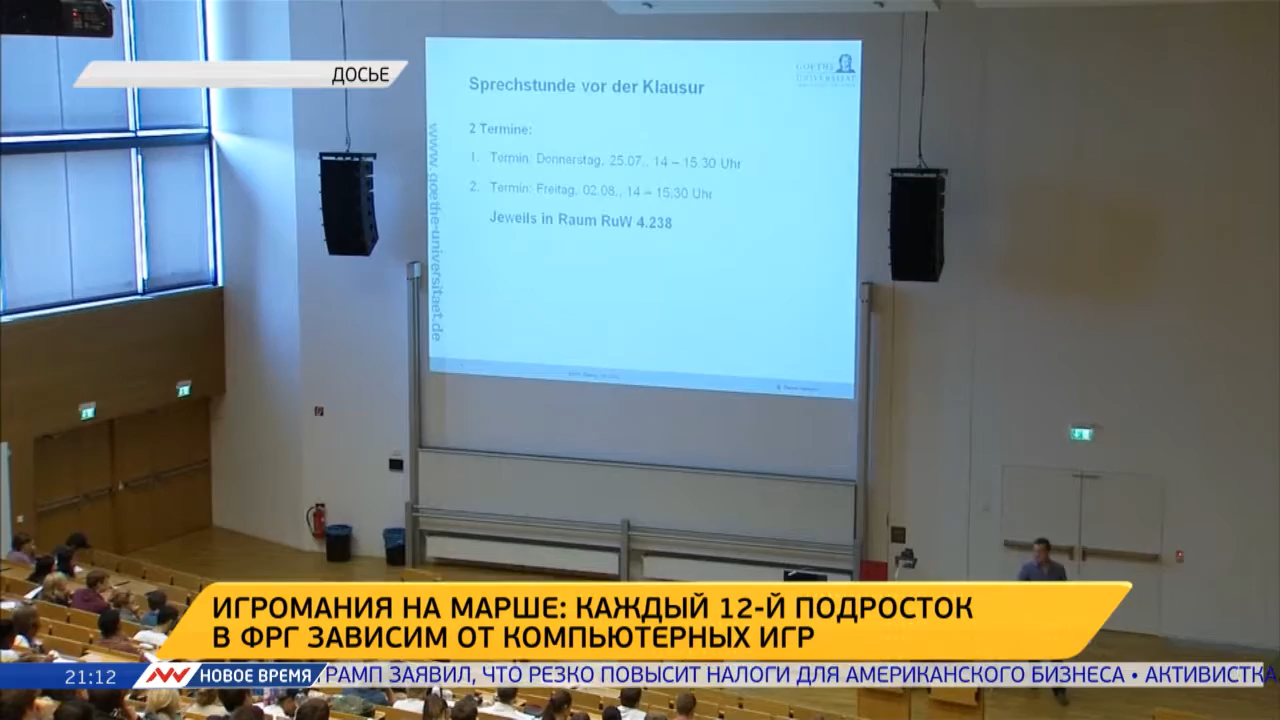 ДОСЬЕ
GOETHE
UNIVERSITÄT
Sprechstunde vor der Klausur
2 Termine:
1. Termin: Donnerstag, 25.07., 14 – 15:30 Uhr
2. Termin: Freitag, 02.08., 14 – 15:30 Uhr
Jeweils in Raum RuW 4.238
www.goethe-universitaet.de
ИГРОМАНИЯ НА МАРШЕ: КАЖДЫЙ 12-Й ПОДРОСТОК
В ФРГ ЗАВИСИМ ОТ КОМПЬЮТЕРНЫХ ИГР
21:12 НОВОЕ ВРЕМЯ РАМП ЗАЯВИЛ, ЧТО РЕЗКО ПОВЫСИТ НАЛОГИ ДЛЯ АМЕРИКАНСКОГО БИЗНЕСА • АКТИВИСТКА